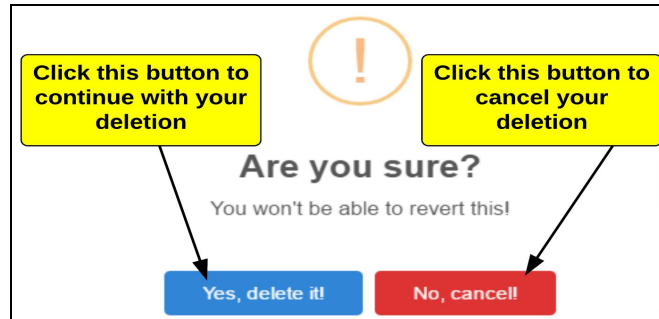 !
Click this button to
continue with your
deletion
Click this button to
cancel your
deletion
Are you sure?
You won't be able to revert this!
Yes, delete it!
No, cancel!